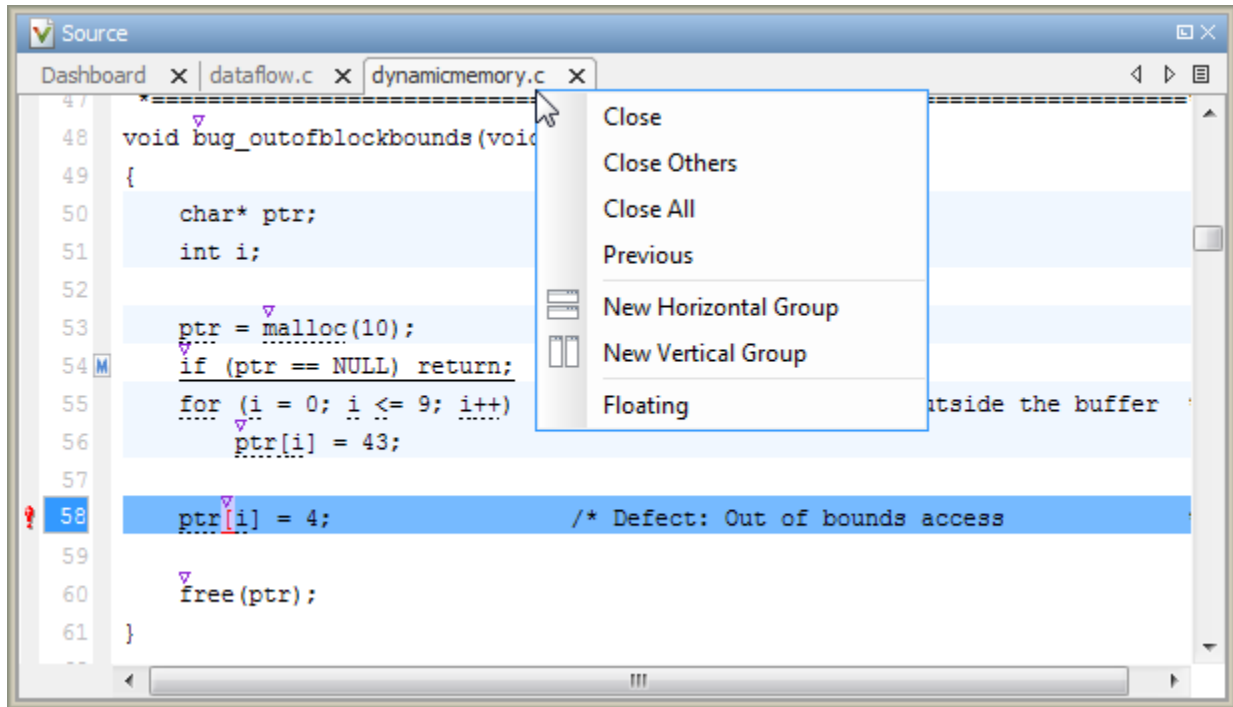 Source
Dashboard dataflow.c dynamicmemory.c
47 *==============================================================
48 void bug_outofblockbounds(void
49 {
50 char* ptr;
51 int i;
52
53 ptr = malloc(10);
54 M if (ptr == NULL) return;
55 for (i = 0; i <= 9; i++) utside the buffer *
56 ptr[i] = 43;
57
58 ptr[i] = 4; /* Defect: Out of bounds access
59
60 free(ptr);
61 }
Close
Close Others
Close All
Previous
New Horizontal Group
New Vertical Group
Floating